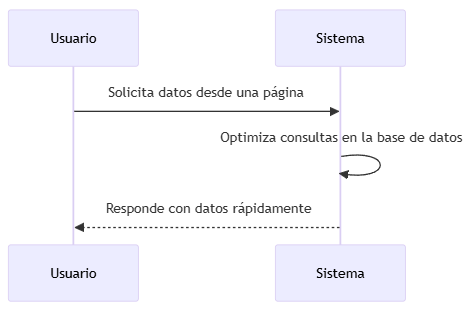 Usuario
Sistema
Solicita datos desde una página
Optimiza consultas en la base de datos
Responde con datos rápidamente
Usuario
Sistema